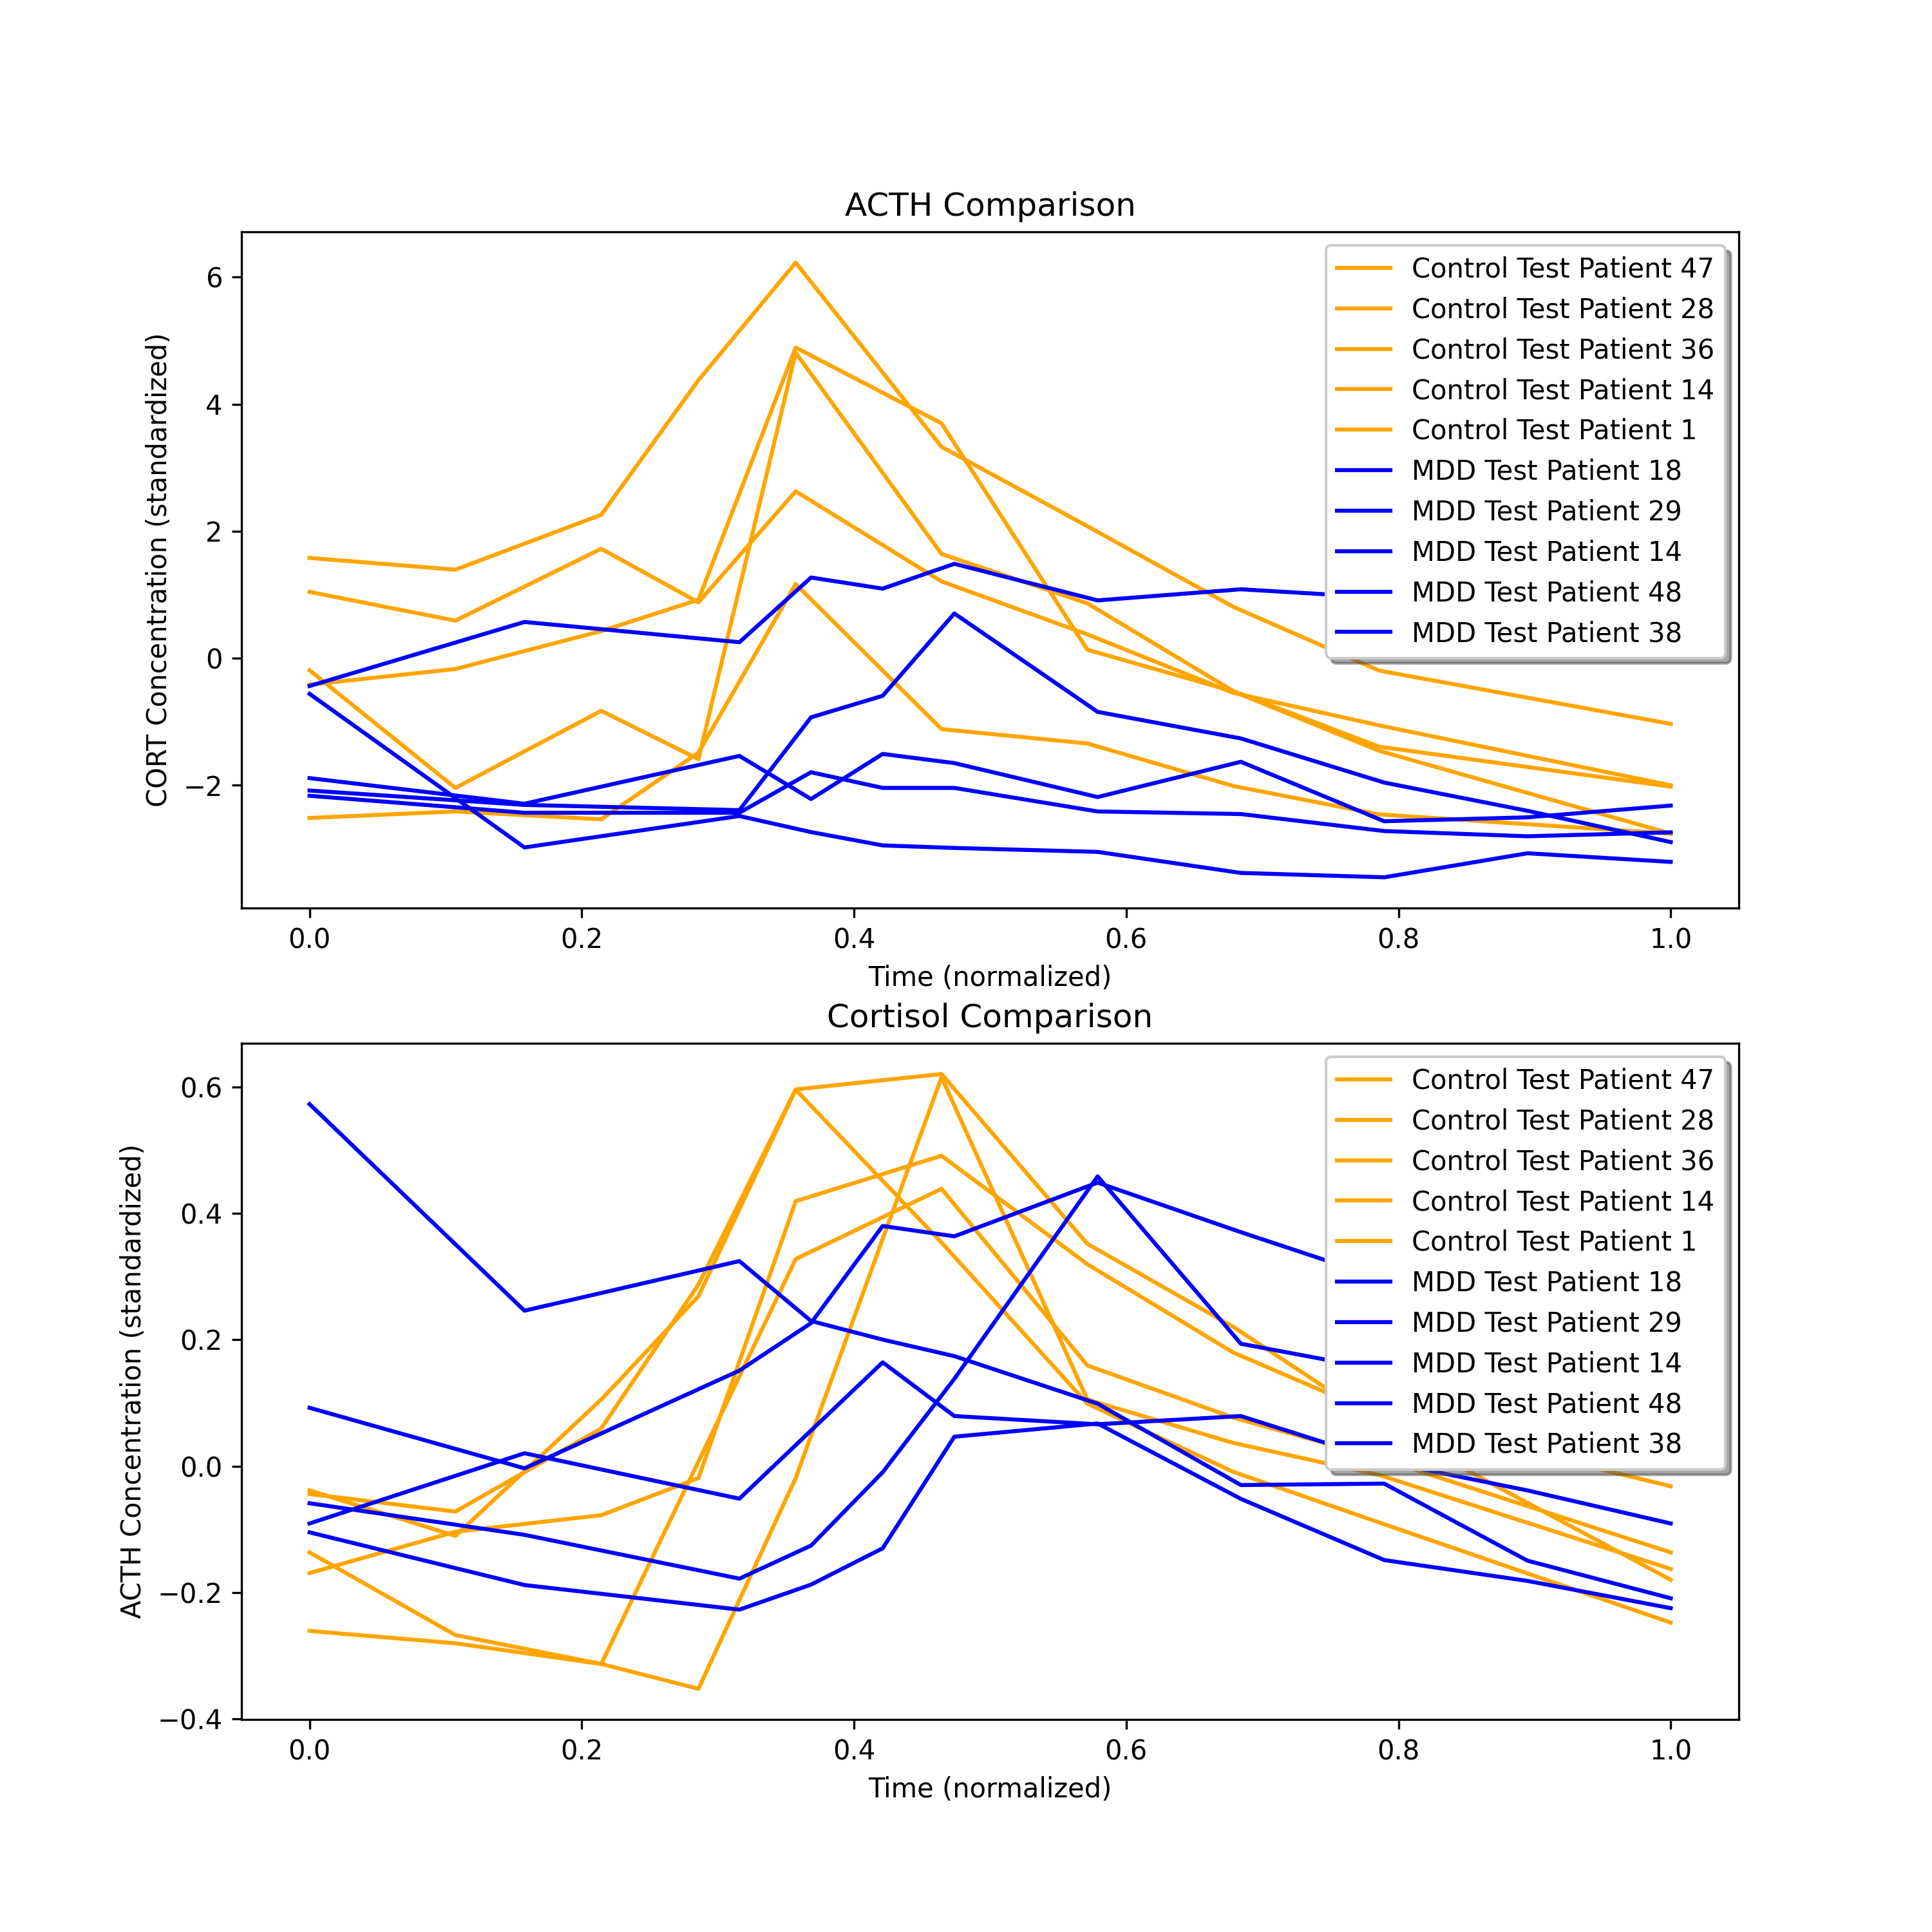 ACTH Comparison
CORT Concentration (standardized)
6
4
2
0
−2
Control Test Patient 47
Control Test Patient 28
Control Test Patient 36
Control Test Patient 14
Control Test Patient 1
MDD Test Patient 18
MDD Test Patient 29
MDD Test Patient 14
MDD Test Patient 48
MDD Test Patient 38
0.0 0.2 0.4 0.6 0.8 1.0
Time (normalized)
Cortisol Comparison
ACTH Concentration (standardized)
0.6
0.4
0.2
0.0
−0.2
−0.4
Control Test Patient 47
Control Test Patient 28
Control Test Patient 36
Control Test Patient 14
Control Test Patient 1
MDD Test Patient 18
MDD Test Patient 29
MDD Test Patient 14
MDD Test Patient 48
MDD Test Patient 38
0.0 0.2 0.4 0.6 0.8 1.0
Time (normalized)